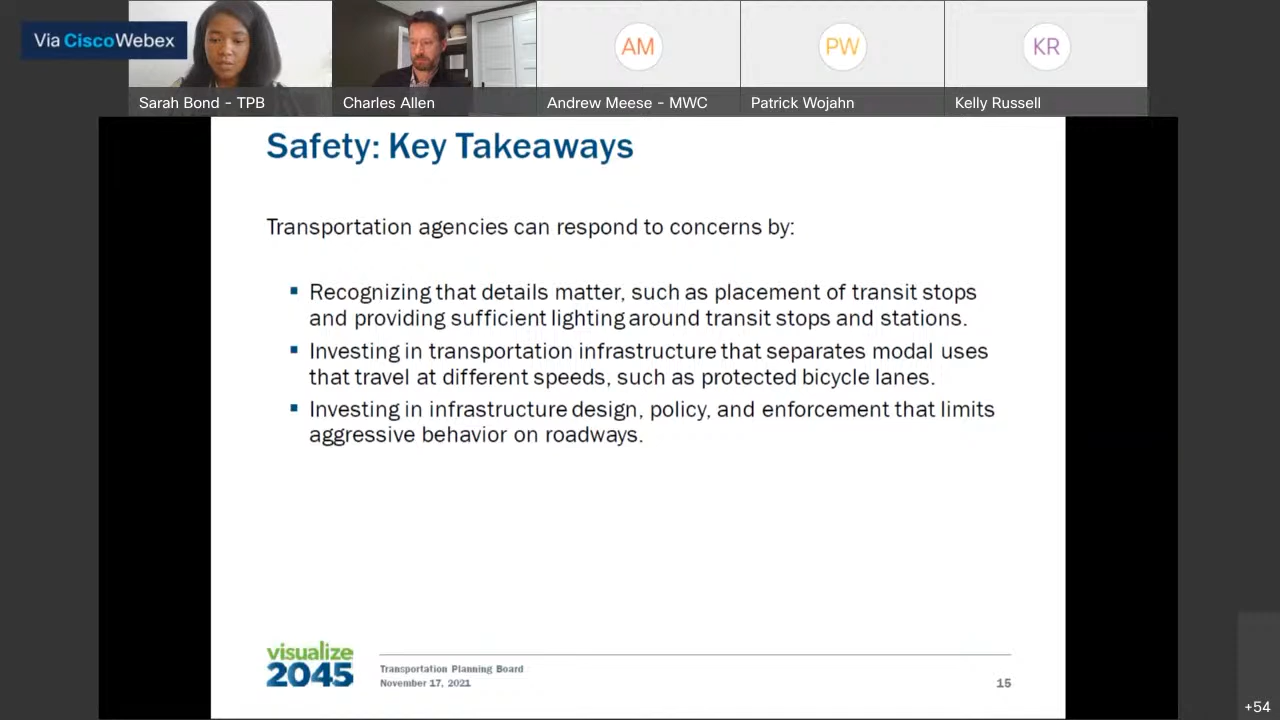 Via Cisco Webex
Sarah Bond - TPB
Charles Allen
AM
Andrew Meese - MWC
PW
Patrick Wojahn
KR
Kelly Russell
Safety: Key Takeaways
Transportation agencies can respond to concerns by:
▪ Recognizing that details matter, such as placement of transit stops
and providing sufficient lighting around transit stops and stations.
▪ Investing in transportation infrastructure that separates modal uses
that travel at different speeds, such as protected bicycle lanes.
▪ Investing in infrastructure design, policy, and enforcement that limits
aggressive behavior on roadways.
visualize
2045
Transportation Planning Board
November 17, 2021
15
+54